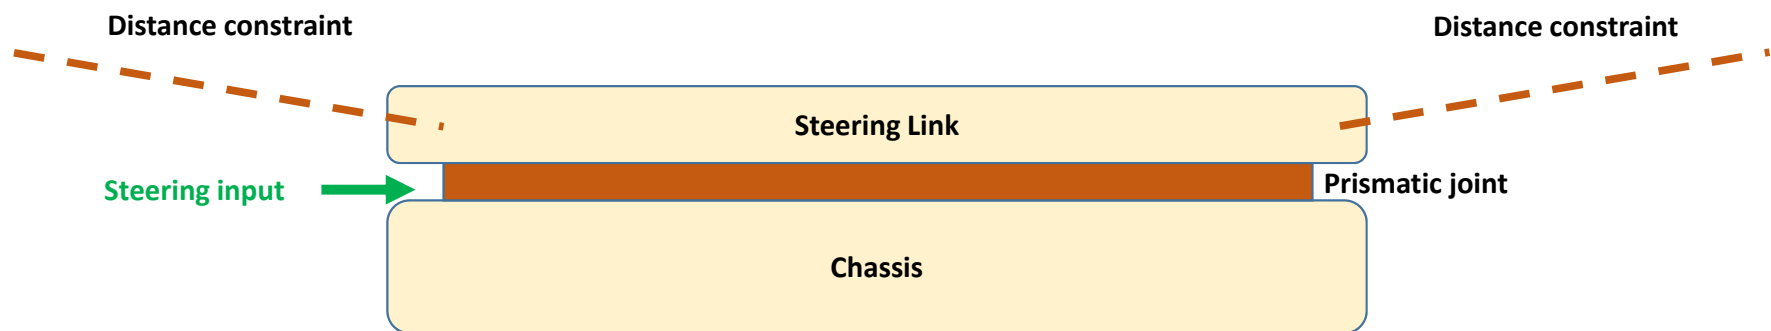 Distance constraint
Distance constraint
Steering Link
Steering input
Prismatic joint
Chassis